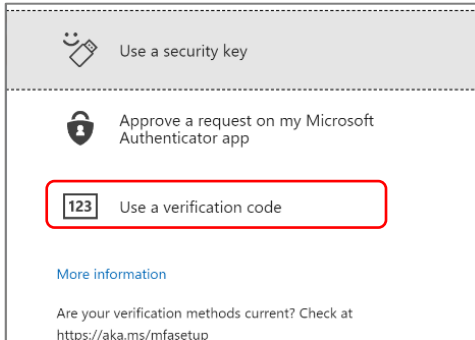 Use a security key
Approve a request on my Microsoft
Authenticator app
123 Use a verification code
More information
Are your verification methods current? Check at
https://aka.ms/mfasetup